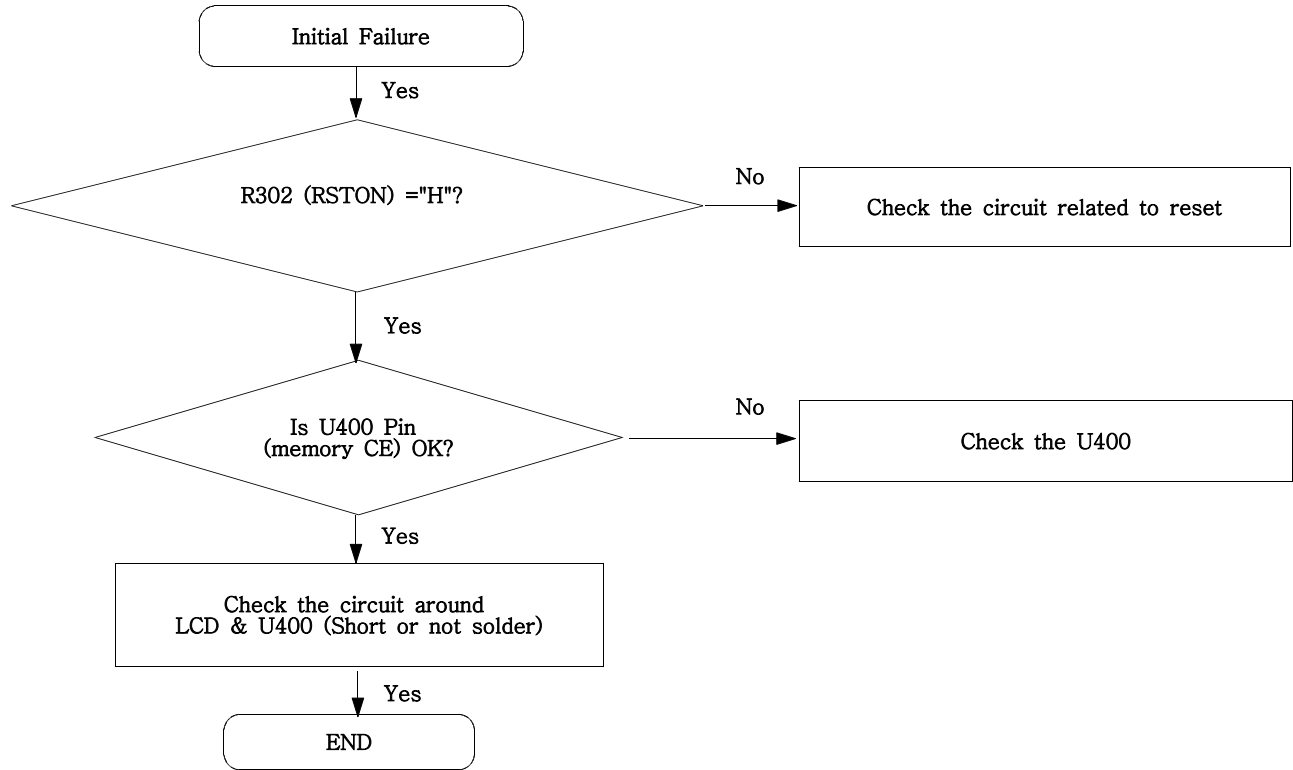 Initial Failure
Yes
R302 (RSTON) ="H"?
No
Check the circuit related to reset
Yes
Is U400 Pin
(memory CE) OK?
No
Check the U400
Yes
Check the circuit around
LCD & U400 (Short or not solder)
Yes
END